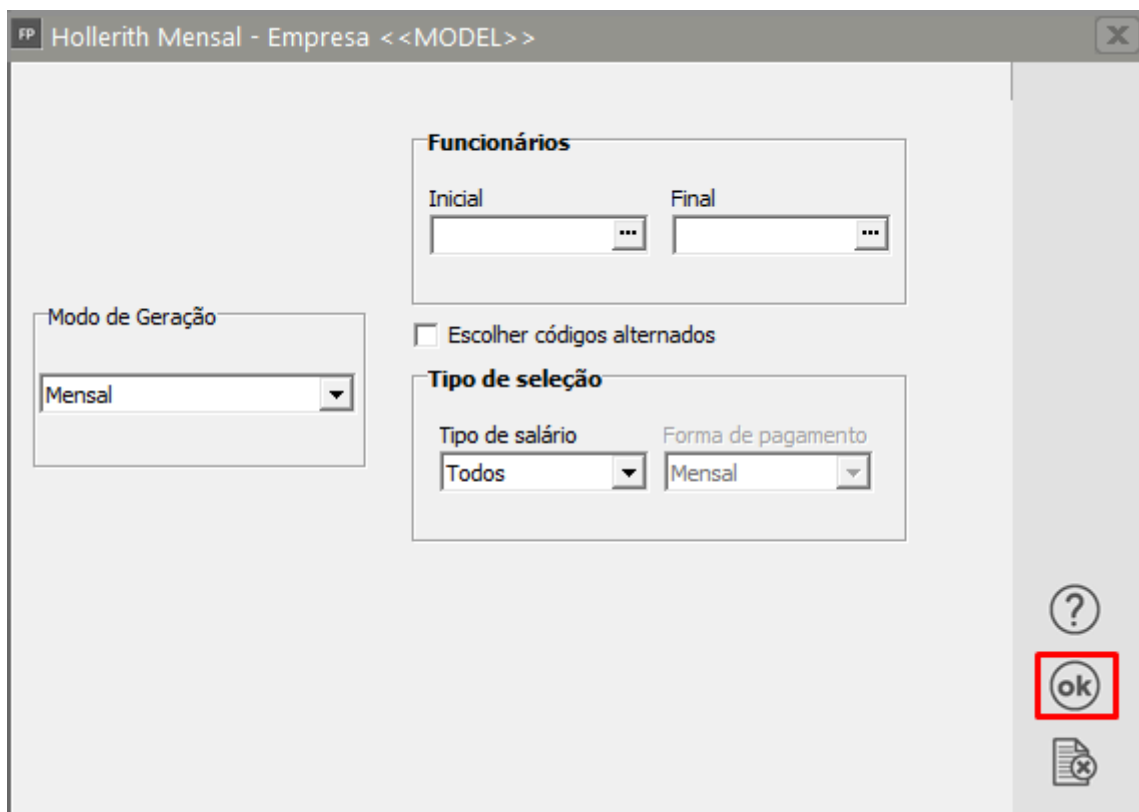 FP Hollerith Mensal - Empresa <<MODEL>>
Funcionários
Inicial Final
... ...
Modo de Geração
Mensal
Escolher códigos alternados
Tipo de seleção
Tipo de salário Forma de pagamento
Todos Mensal
?
ok